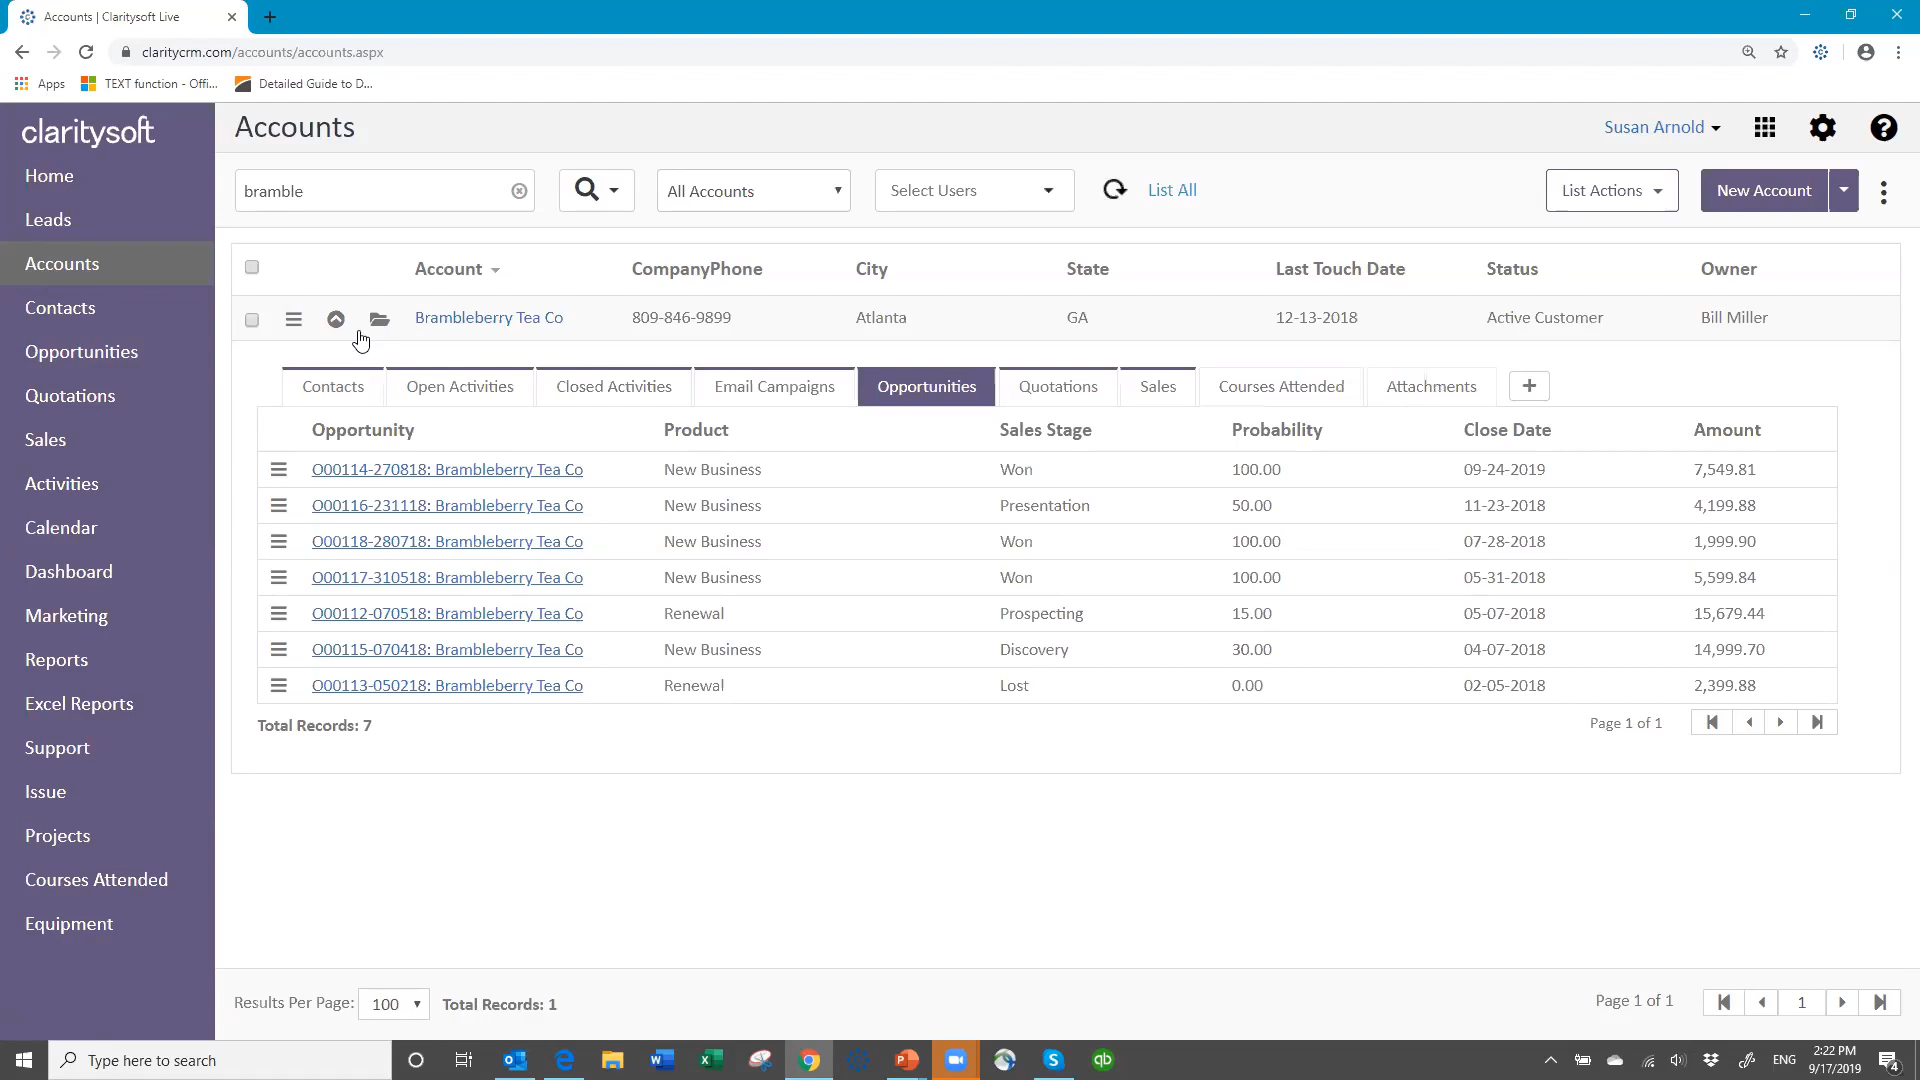 Accounts | Claritysoft Live
claritycrm.com/accounts/accounts.aspx
Apps TEXT function - Offi... Detailed Guide to D...
claritysoft
Accounts
Susan Arnold
Home
Leads
Accounts
Contacts
Opportunities
Quotations
Sales
Activities
Calendar
Dashboard
Marketing
Reports
Excel Reports
Support
Issue
Projects
Courses Attended
Equipment
bramble All Accounts Select Users List All List Actions New Account
Account CompanyPhone City State Last Touch Date Status Owner
Brambleberry Tea Co 809-846-9899 Atlanta GA 12-13-2018 Active Customer Bill Miller
Contacts Open Activities Closed Activities Email Campaigns Opportunities Quotations Sales Courses Attended Attachments +
Opportunity Product Sales Stage Probability Close Date Amount
O00114-270818: Brambleberry Tea Co New Business Won 100.00 09-24-2019 7,549.81
O00116-231118: Brambleberry Tea Co New Business Presentation 50.00 11-23-2018 4,199.88
O00118-280718: Brambleberry Tea Co New Business Won 100.00 07-28-2018 1,999.90
O00117-310518: Brambleberry Tea Co New Business Won 100.00 05-31-2018 5,599.84
O00112-070518: Brambleberry Tea Co Renewal Prospecting 15.00 05-07-2018 15,679.44
O00115-070418: Brambleberry Tea Co New Business Discovery 30.00 04-07-2018 14,999.70
O00113-050218: Brambleberry Tea Co Renewal Lost 0.00 02-05-2018 2,399.88
Total Records: 7 Page 1 of 1
Results Per Page: 100 Total Records: 1 Page 1 of 1 1
Type here to search
ENG
2:22 PM
9/17/2019
4